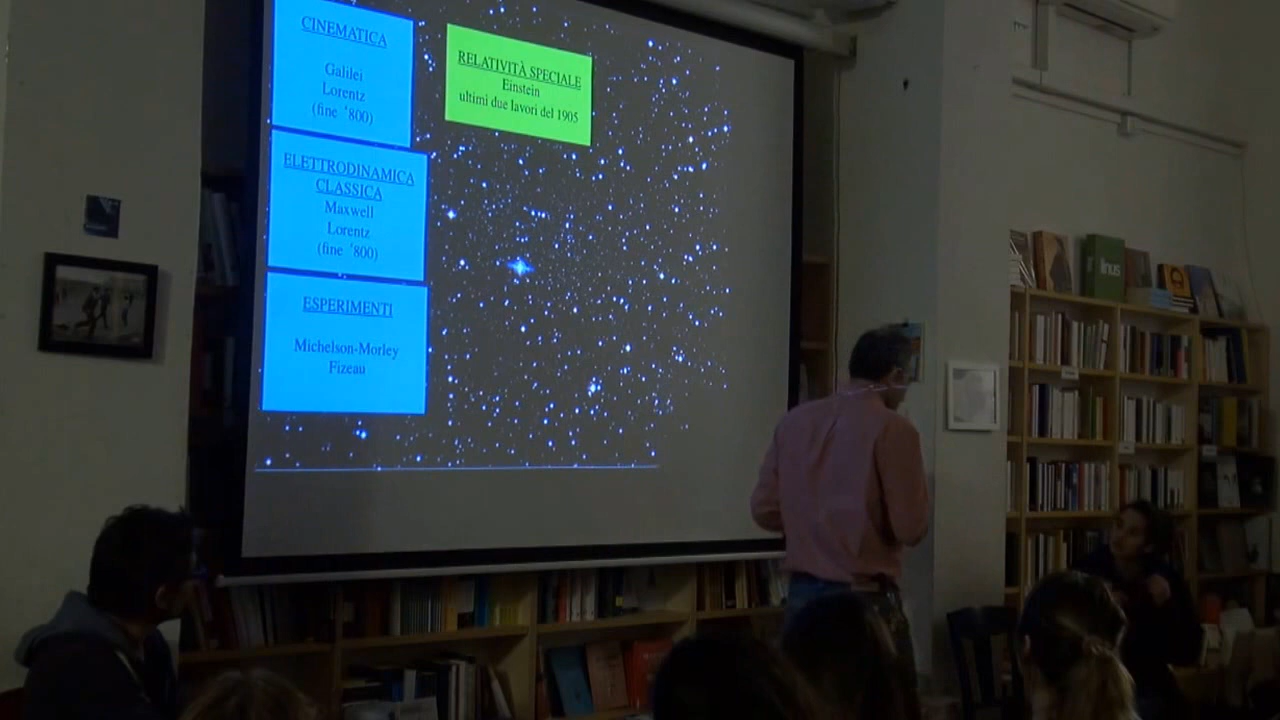 CINEMATICA
Galilei
Lorentz
(fine ‘800)
ELETTRODINAMICA
CLASSICA
Maxwell
Lorentz
(fine ‘800)
ESPERIMENTI
Michelson-Morley
Fizeau
RELATIVITÀ SPECIALE
Einstein
ultimi due lavori del 1905
linus